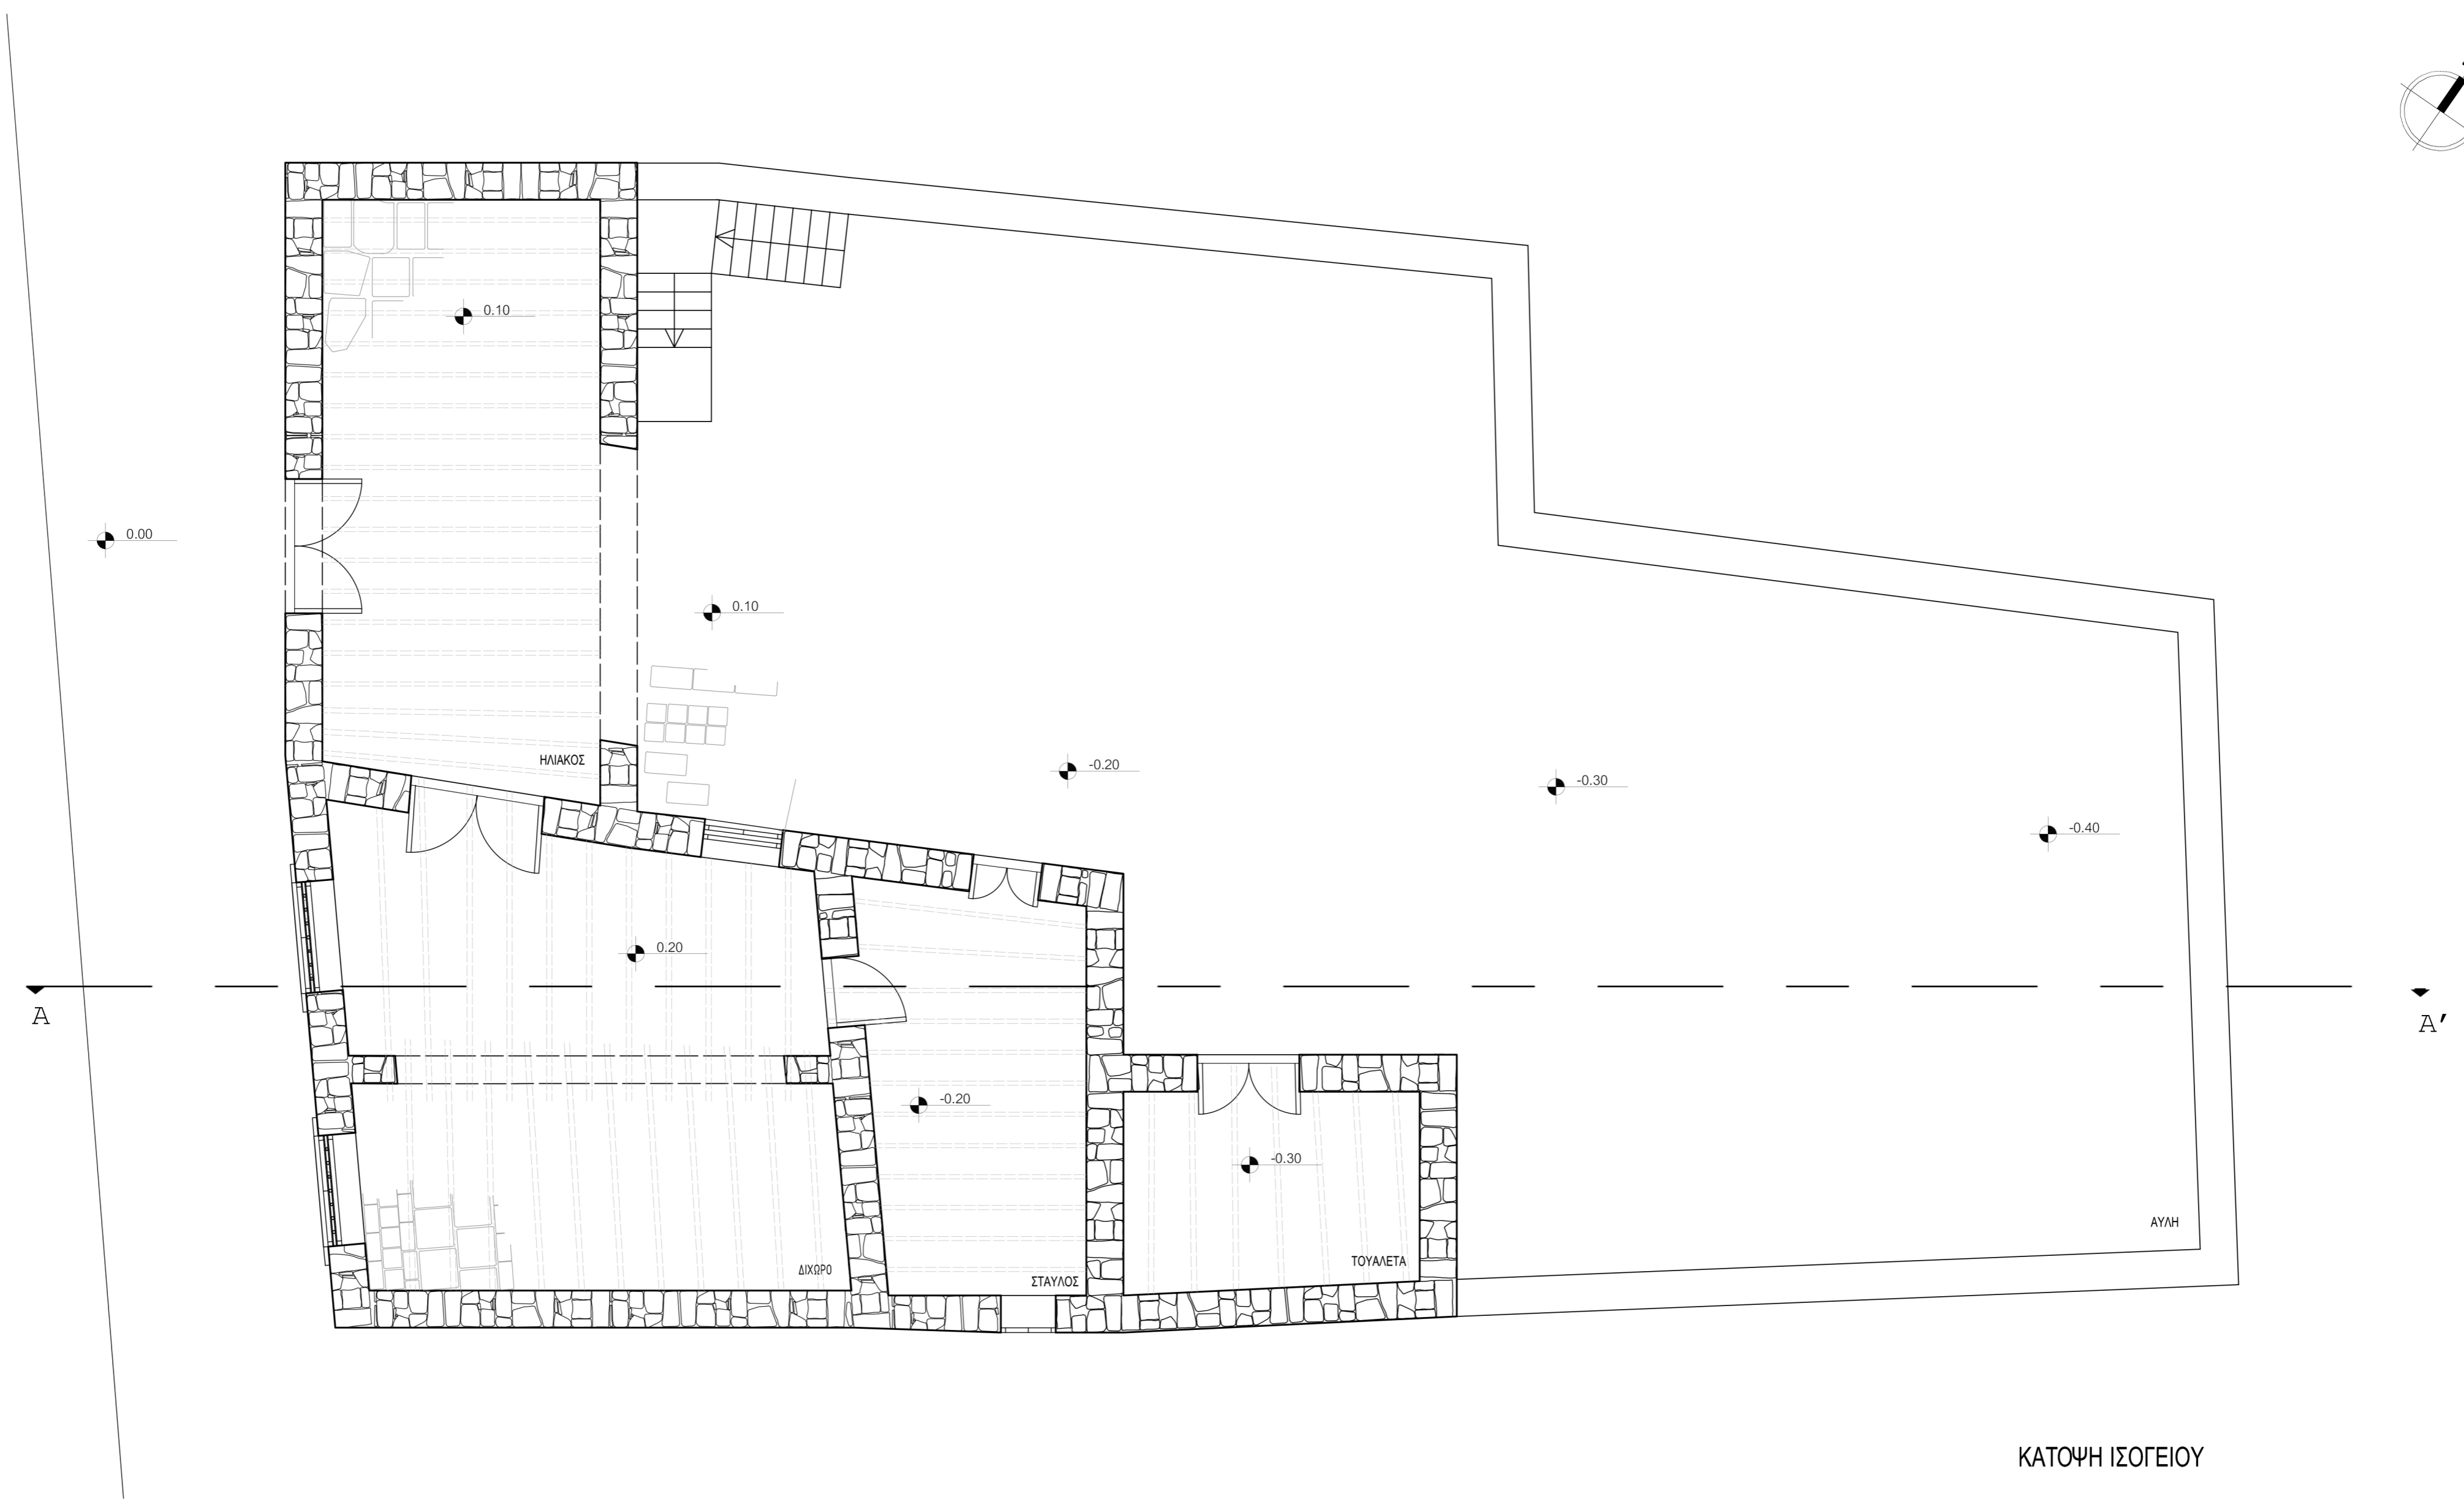 0.10
0.00
0.10
ΗΛΙΑΚΟΣ
-0.20
-0.30
-0.40
0.20
A
A'
-0.20
-0.30
ΑΥΛΗ
ΤΟΥΑΛΕΤΑ
ΔΙΧΩΡΟ
ΣΤΑΥΛΟΣ
ΚΑΤΟΨΗ ΙΣΟΓΕΙΟΥ